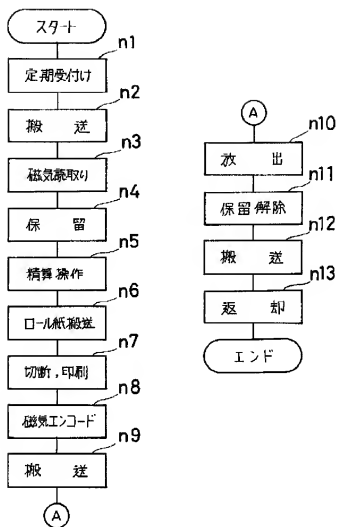 スタート
n1
定期受付け
n2
搬送
n3
磁気読取り
n4
保留
n5
精算操作
n6
ロール紙搬送
n7
切断,印刷
n8
磁気エンコード
n9
搬送
A
A
n10
放出
n11
保留解除
n12
搬送
n13
返却
エンド